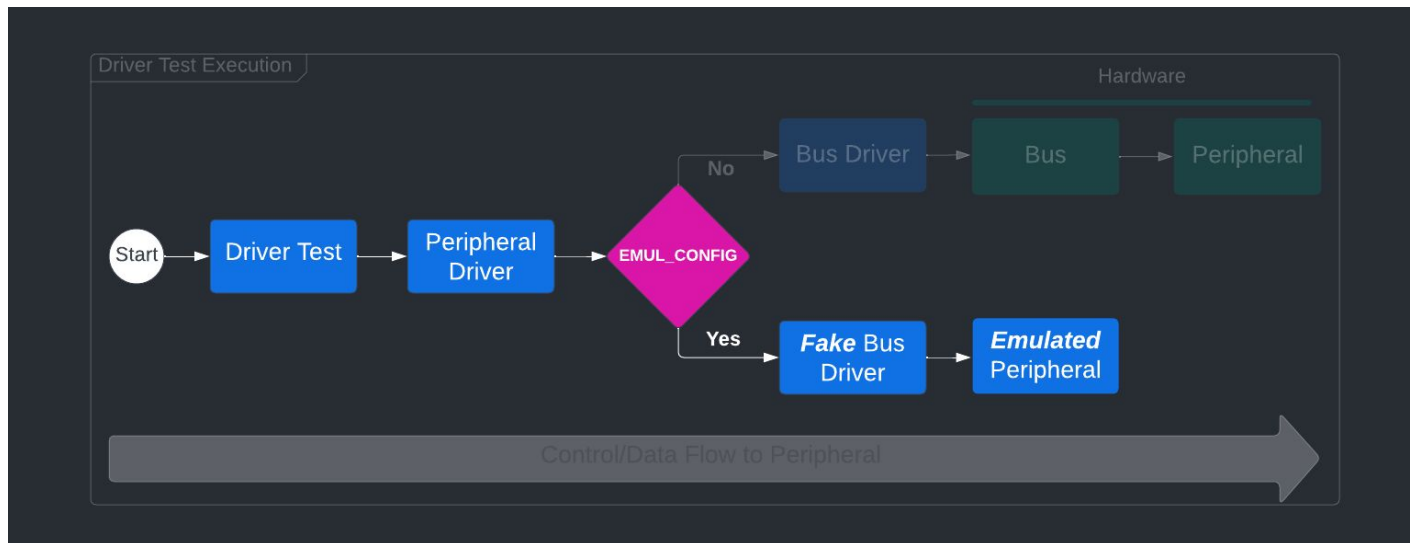 Driver Test Execution
Hardware
Bus Driver
Bus
Peripheral
No
Start
Driver Test
Peripheral
Driver
EMUL_CONFIG
Yes
Fake Bus
Driver
Emulated
Peripheral
Control/Data Flow to Peripheral